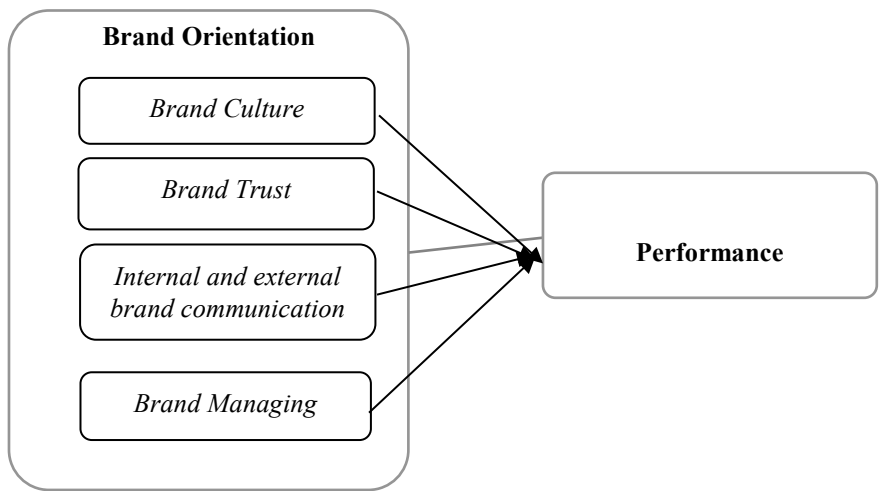 Brand Orientation
Brand Culture
Brand Trust
Internal and external
brand communication
Brand Managing
Performance